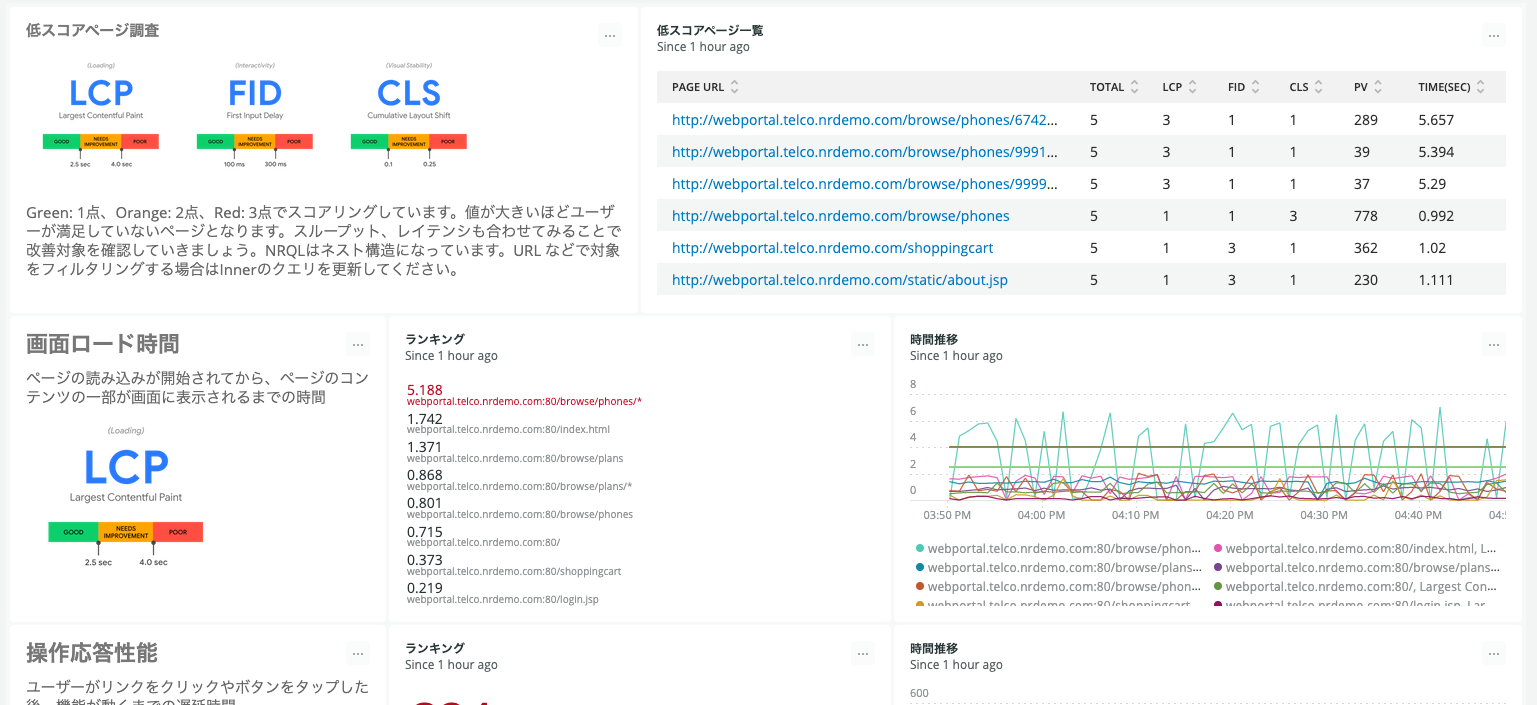 低スコアページ調査
...
(Loading)
LCP
Largest Contentful Paint
GOOD
NEEDS IMPROVEMENT
POOR
2.5 sec
4.0 sec
(Interactivity)
FID
First Input Delay
GOOD
NEEDS IMPROVEMENT
POOR
100 ms
300 ms
(Visual Stability)
CLS
Cumulative Layout Shift
GOOD
NEEDS IMPROVEMENT
POOR
0.1
0.25
Green: 1点、Orange: 2点、Red: 3点でスコアリングしています。値が大きいほどユーザ
ーが満足していないページとなります。スループット、レイテンシも合わせてみることで
改善対象を確認していきましょう。NRQLはネスト構造になっています。URL などで対象
をフィルタリングする場合はInnerのクエリを更新してください。
低スコアページ一覧
Since 1 hour ago
...
PAGE URL TOTAL LCP FID CLS PV TIME(SEC)
http://webportal.telco.nrdemo.com/browse/phones/6742... 5 3 1 1 289 5.657
http://webportal.telco.nrdemo.com/browse/phones/9991... 5 3 1 1 39 5.394
http://webportal.telco.nrdemo.com/browse/phones/9999... 5 3 1 1 37 5.29
http://webportal.telco.nrdemo.com/browse/phones 5 1 1 3 778 0.992
http://webportal.telco.nrdemo.com/shoppingcart 5 1 3 1 362 1.02
http://webportal.telco.nrdemo.com/static/about.jsp 5 1 3 1 230 1.111
画面ロード時間
...
ページの読み込みが開始されてから、ページのコン
テンツの一部が画面に表示されるまでの時間
(Loading)
LCP
Largest Contentful Paint
GOOD
NEEDS IMPROVEMENT
POOR
2.5 sec
4.0 sec
ランキング
Since 1 hour ago
...
5.188
webportal.telco.nrdemo.com:80/browse/phones/*
1.742
webportal.telco.nrdemo.com:80/index.html
1.371
webportal.telco.nrdemo.com:80/browse/plans
0.868
webportal.telco.nrdemo.com:80/browse/plans/*
0.801
webportal.telco.nrdemo.com:80/browse/phones
0.715
webportal.telco.nrdemo.com:80/
0.373
webportal.telco.nrdemo.com:80/shoppingcart
0.219
webportal.telco.nrdemo.com:80/login.jsp
時間推移
Since 1 hour ago
...
8
6
4
2
0
03:50 PM 04:00 PM 04:10 PM 04:20 PM 04:30 PM 04:40 PM 04:5
webportal.telco.nrdemo.com:80/browse/phon... webportal.telco.nrdemo.com:80/index.html, L...
webportal.telco.nrdemo.com:80/browse/plans... webportal.telco.nrdemo.com:80/browse/plans...
webportal.telco.nrdemo.com:80/browse/phon... webportal.telco.nrdemo.com:80/, Largest Con...
webportal.telco.nrdemo.com:80/shoppingcart webportal.telco.nrdemo.com:80/login.jsp, Lar
操作応答性能
...
ユーザーがリンクをクリックやボタンをタップした
後、機能が動くまでの遅延時間
ランキング
Since 1 hour ago
...
時間推移
Since 1 hour ago
...
600